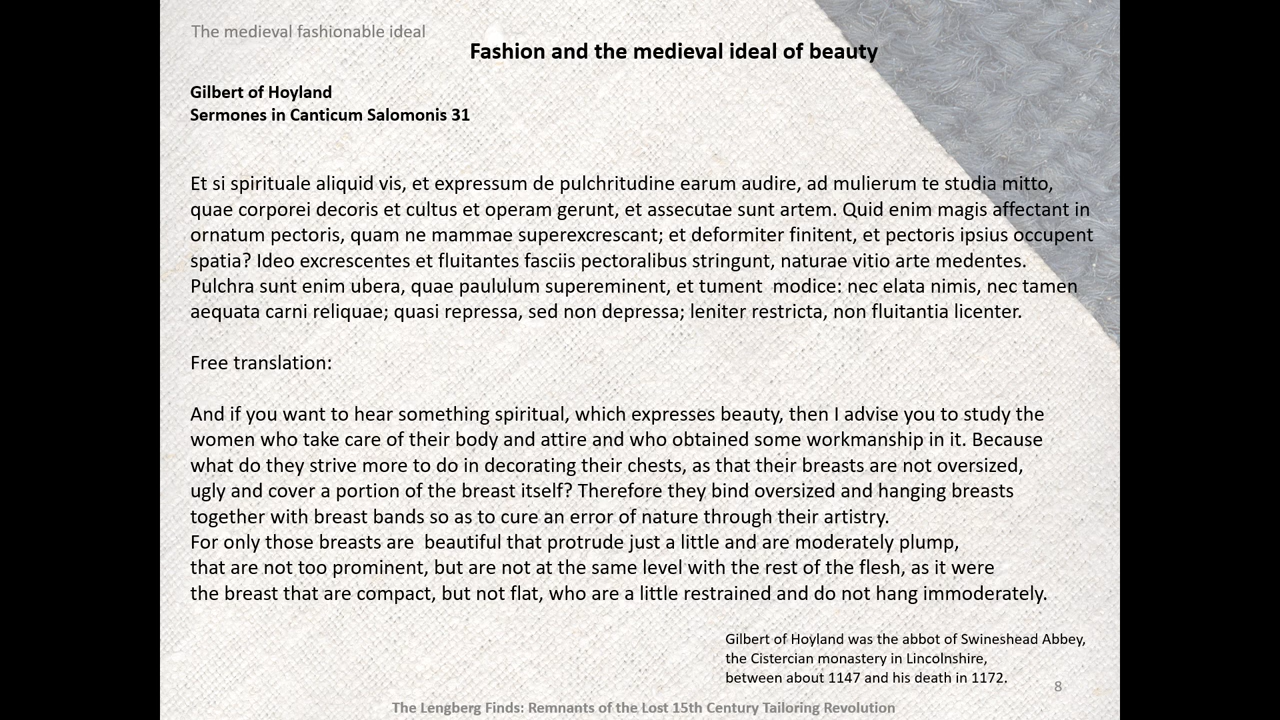 The medieval fashionable ideal
Fashion and the medieval ideal of beauty
Gilbert of Hoyland
Sermones in Canticum Salomonis 31
Et si spirituale aliquid vis, et expressum de pulchritudine earum audire, ad mulierum te studia mitto,
quae corporei decoris et cultus et operam gerunt, et assecutae sunt artem. Quid enim magis affectant in
ornatum pectoris, quam ne mammae superexcrescant; et deformiter finitent, et pectoris ipsius occupent
spatia? Ideo excrescentes et fluitantes fasciis pectoralibus stringunt, naturae vitio arte medentes.
Pulchra sunt enim ubera, quae paululum supereminent, et tument  modice: nec elata nimis, nec tamen
aequata carni reliquae; quasi repressa, sed non depressa; leniter restricta, non fluitantia licenter.
Free translation:
And if you want to hear something spiritual, which expresses beauty, then I advise you to study the
women who take care of their body and attire and who obtained some workmanship in it. Because
what do they strive more to do in decorating their chests, as that their breasts are not oversized,
ugly and cover a portion of the breast itself? Therefore they bind oversized and hanging breasts
together with breast bands so as to cure an error of nature through their artistry.
For only those breasts are  beautiful that protrude just a little and are moderately plump,
that are not too prominent, but are not at the same level with the rest of the flesh, as it were
the breast that are compact, but not flat, who are a little restrained and do not hang immoderately.
Gilbert of Hoyland was the abbot of Swineshead Abbey,
the Cistercian monastery in Lincolnshire,
between about 1147 and his death in 1172.
8
The Lengberg Finds: Remnants of the Lost 15th Century Tailoring Revolution